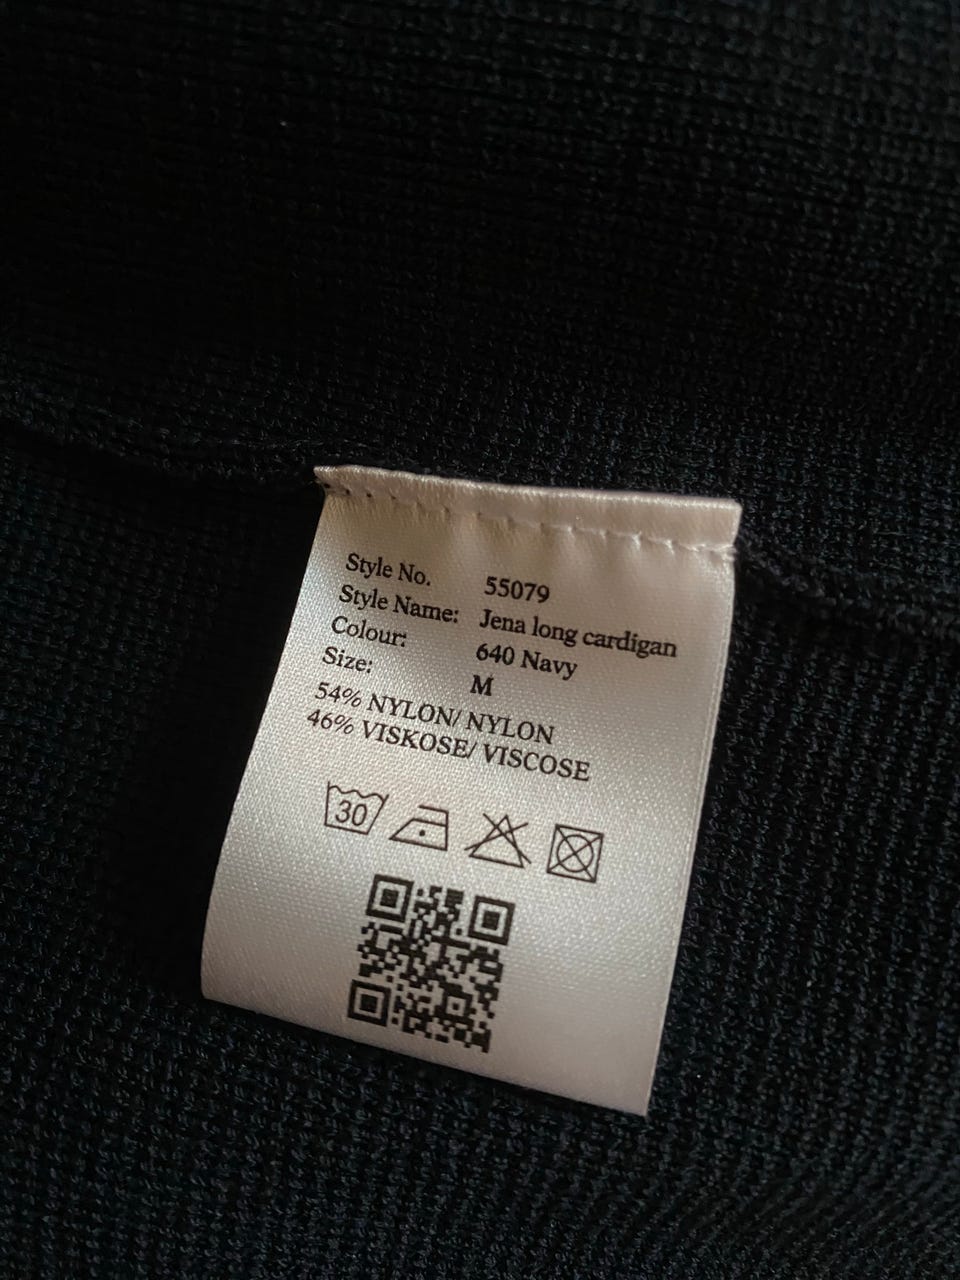 Style No. 55079
Style Name: Jena long cardigan
Colour: 640 Navy
Size: M
54% NYLON/ NYLON
46% VISKOSE/ VISCOSE
30